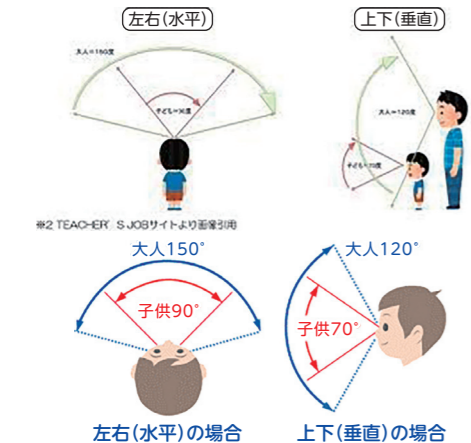 左右(水平)
上下(垂直)
大人=150度
子ども=90度
大人=120度
子ども=70度
※2 TEACHER'S JOBサイトより画像引用
大人150°
子供90°
大人120°
子供70°
左右(水平)の場合
上下(垂直)の場合